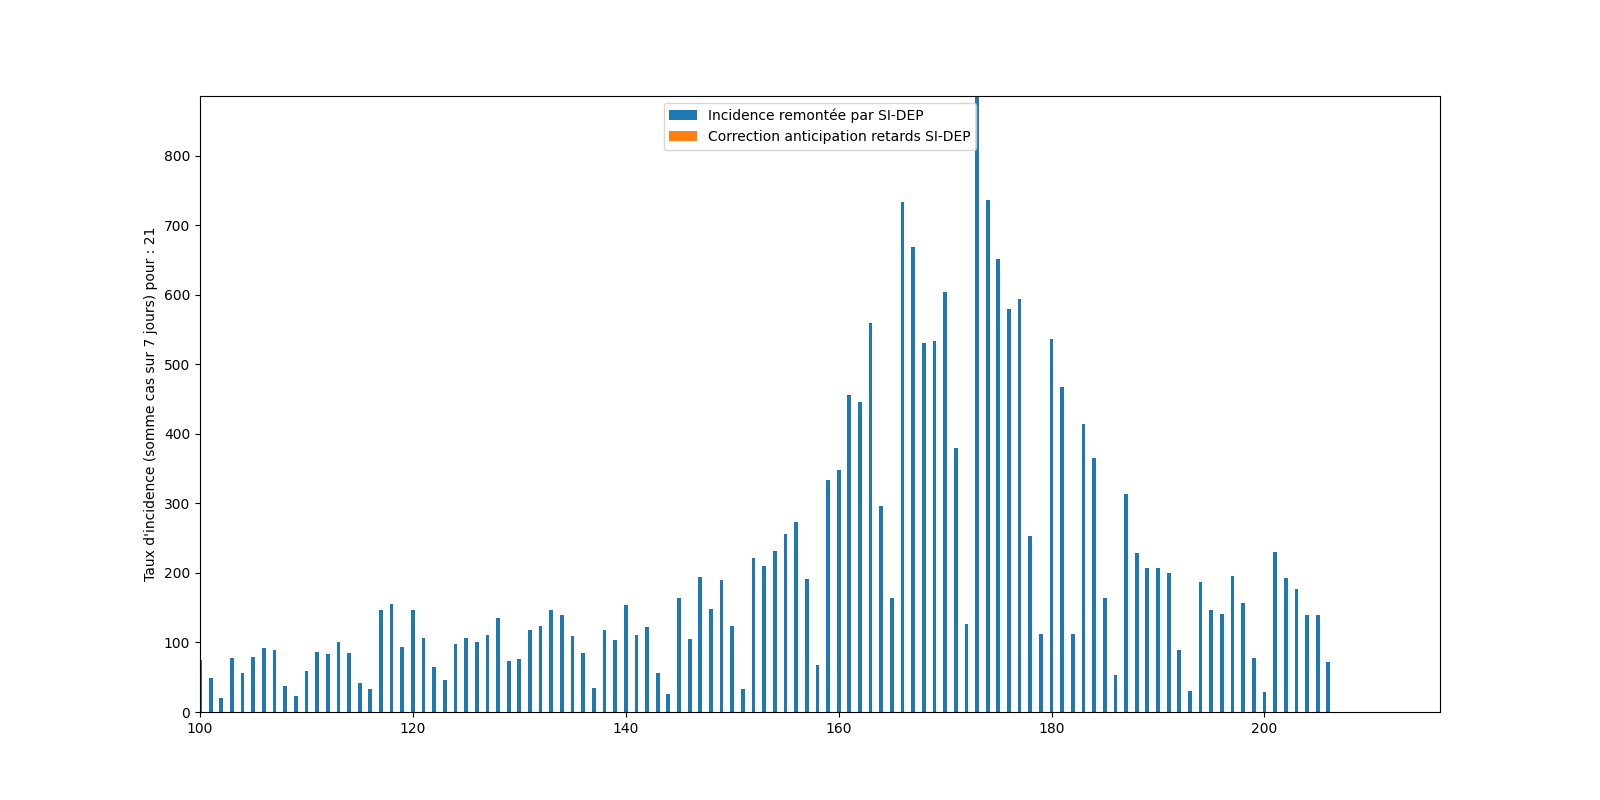 Incidence remontée par SI-DEP
Correction anticipation retards SI-DEP
Taux d'incidence (somme cas sur 7 jours) pour : 21
800
700
600
500
400
300
200
100
0
100 120 140 160 180 200